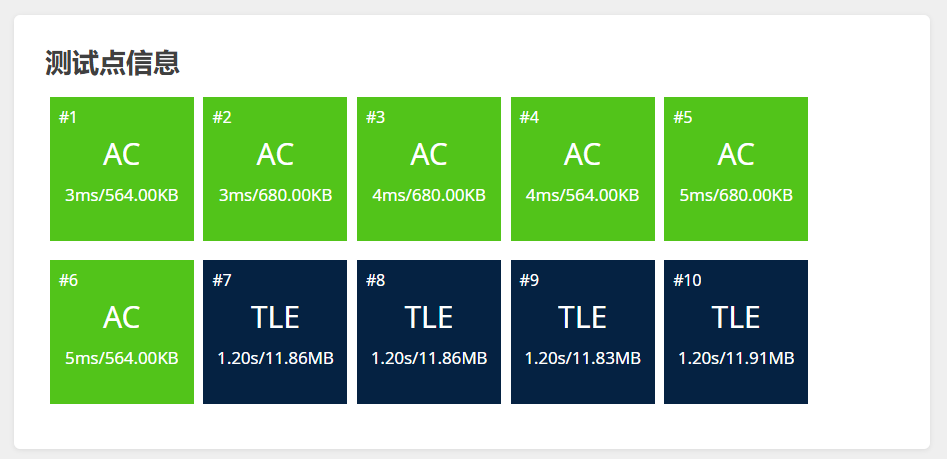 测试点信息
#1 #2 #3 #4 #5
AC AC AC AC AC
3ms/564.00KB 3ms/680.00KB 4ms/680.00KB 4ms/564.00KB 5ms/680.00KB
#6 #7 #8 #9 #10
AC TLE TLE TLE TLE
5ms/564.00KB 1.20s/11.86MB 1.20s/11.86MB 1.20s/11.83MB 1.20s/11.91MB